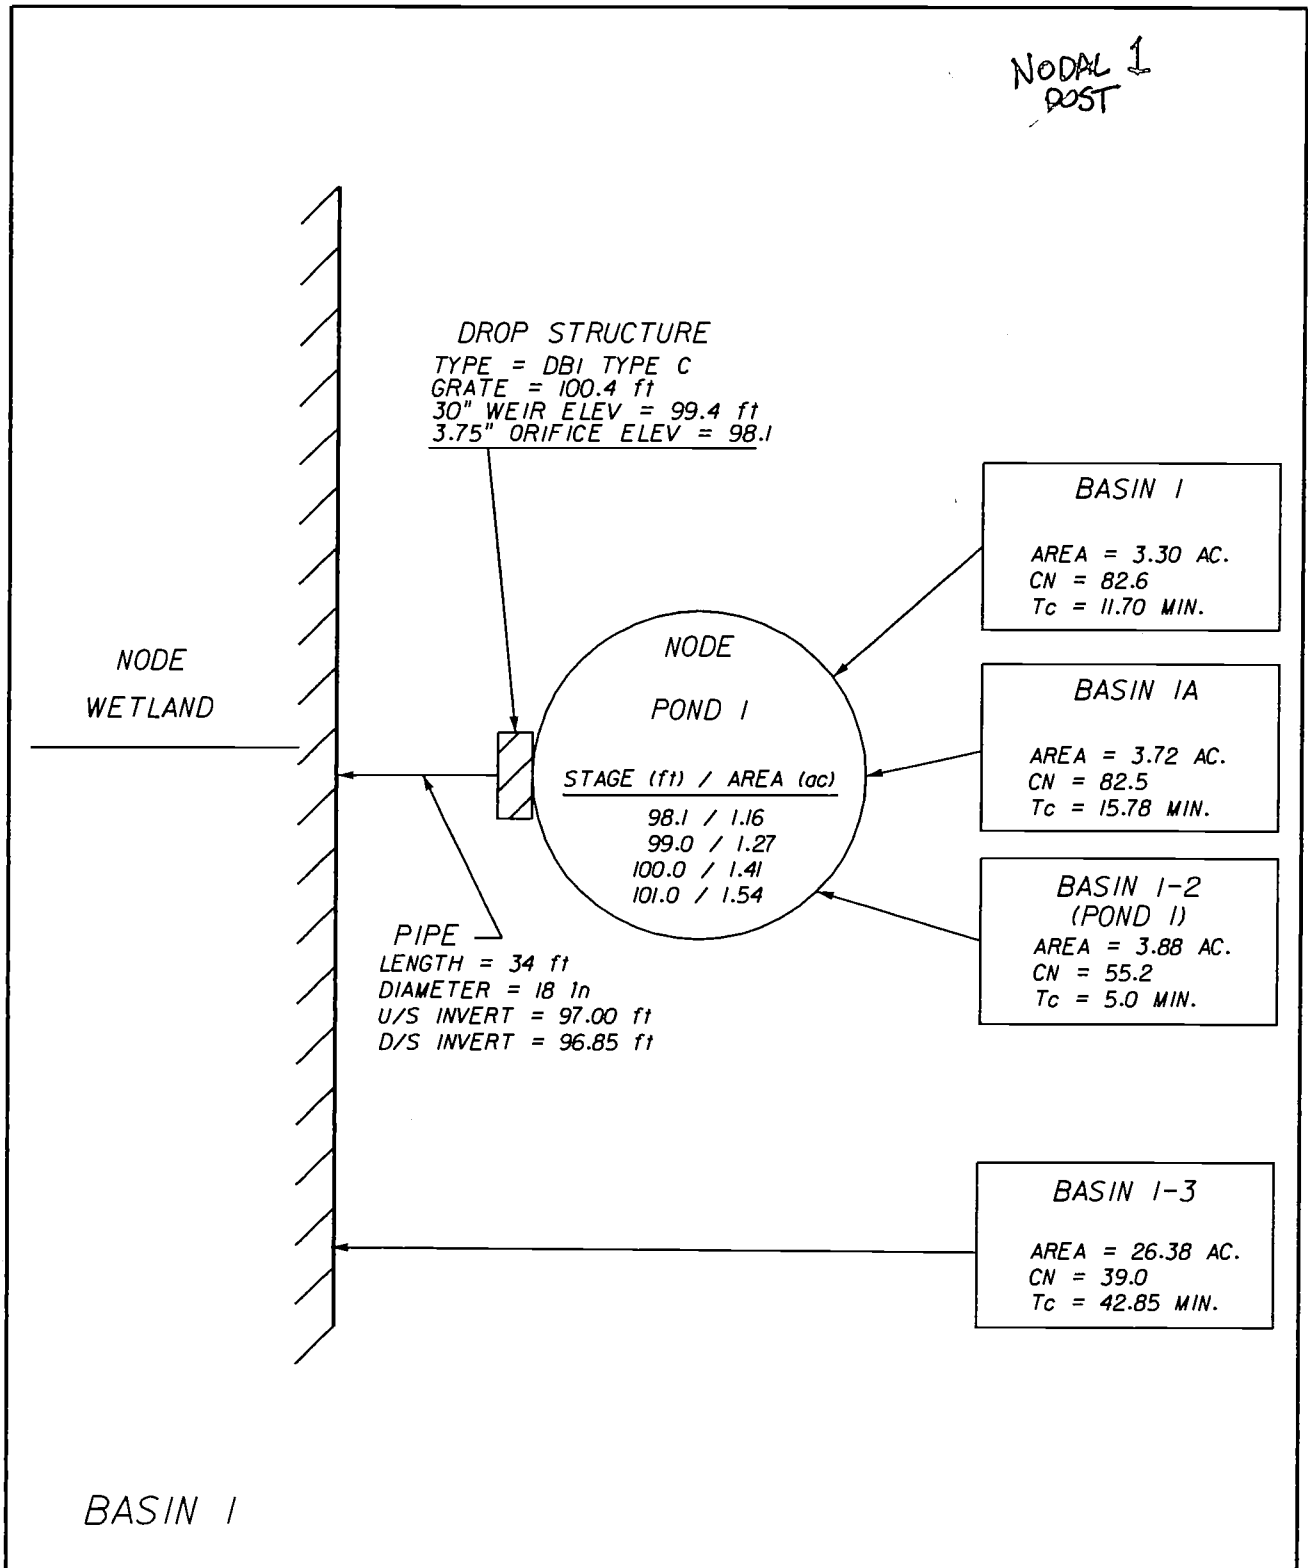 NODAL 1
POST
DROP STRUCTURE
TYPE = DBI TYPE C
GRATE = 100.4 ft
30" WEIR ELEV = 99.4 ft
3.75" ORIFICE ELEV = 98.1
BASIN 1
AREA = 3.30 AC.
CN = 82.6
Tc = 11.70 MIN.
NODE
WETLAND
NODE
POND 1
STAGE (ft) / AREA (ac)
98.1 / 1.16
99.0 / 1.27
100.0 / 1.41
101.0 / 1.54
BASIN 1A
AREA = 3.72 AC.
CN = 82.5
Tc = 15.78 MIN.
BASIN 1-2
(POND 1)
AREA = 3.88 AC.
CN = 55.2
Tc = 5.0 MIN.
PIPE
LENGTH = 34 ft
DIAMETER = 18 In
U/S INVERT = 97.00 ft
D/S INVERT = 96.85 ft
BASIN 1-3
AREA = 26.38 AC.
CN = 39.0
Tc = 42.85 MIN.
BASIN 1